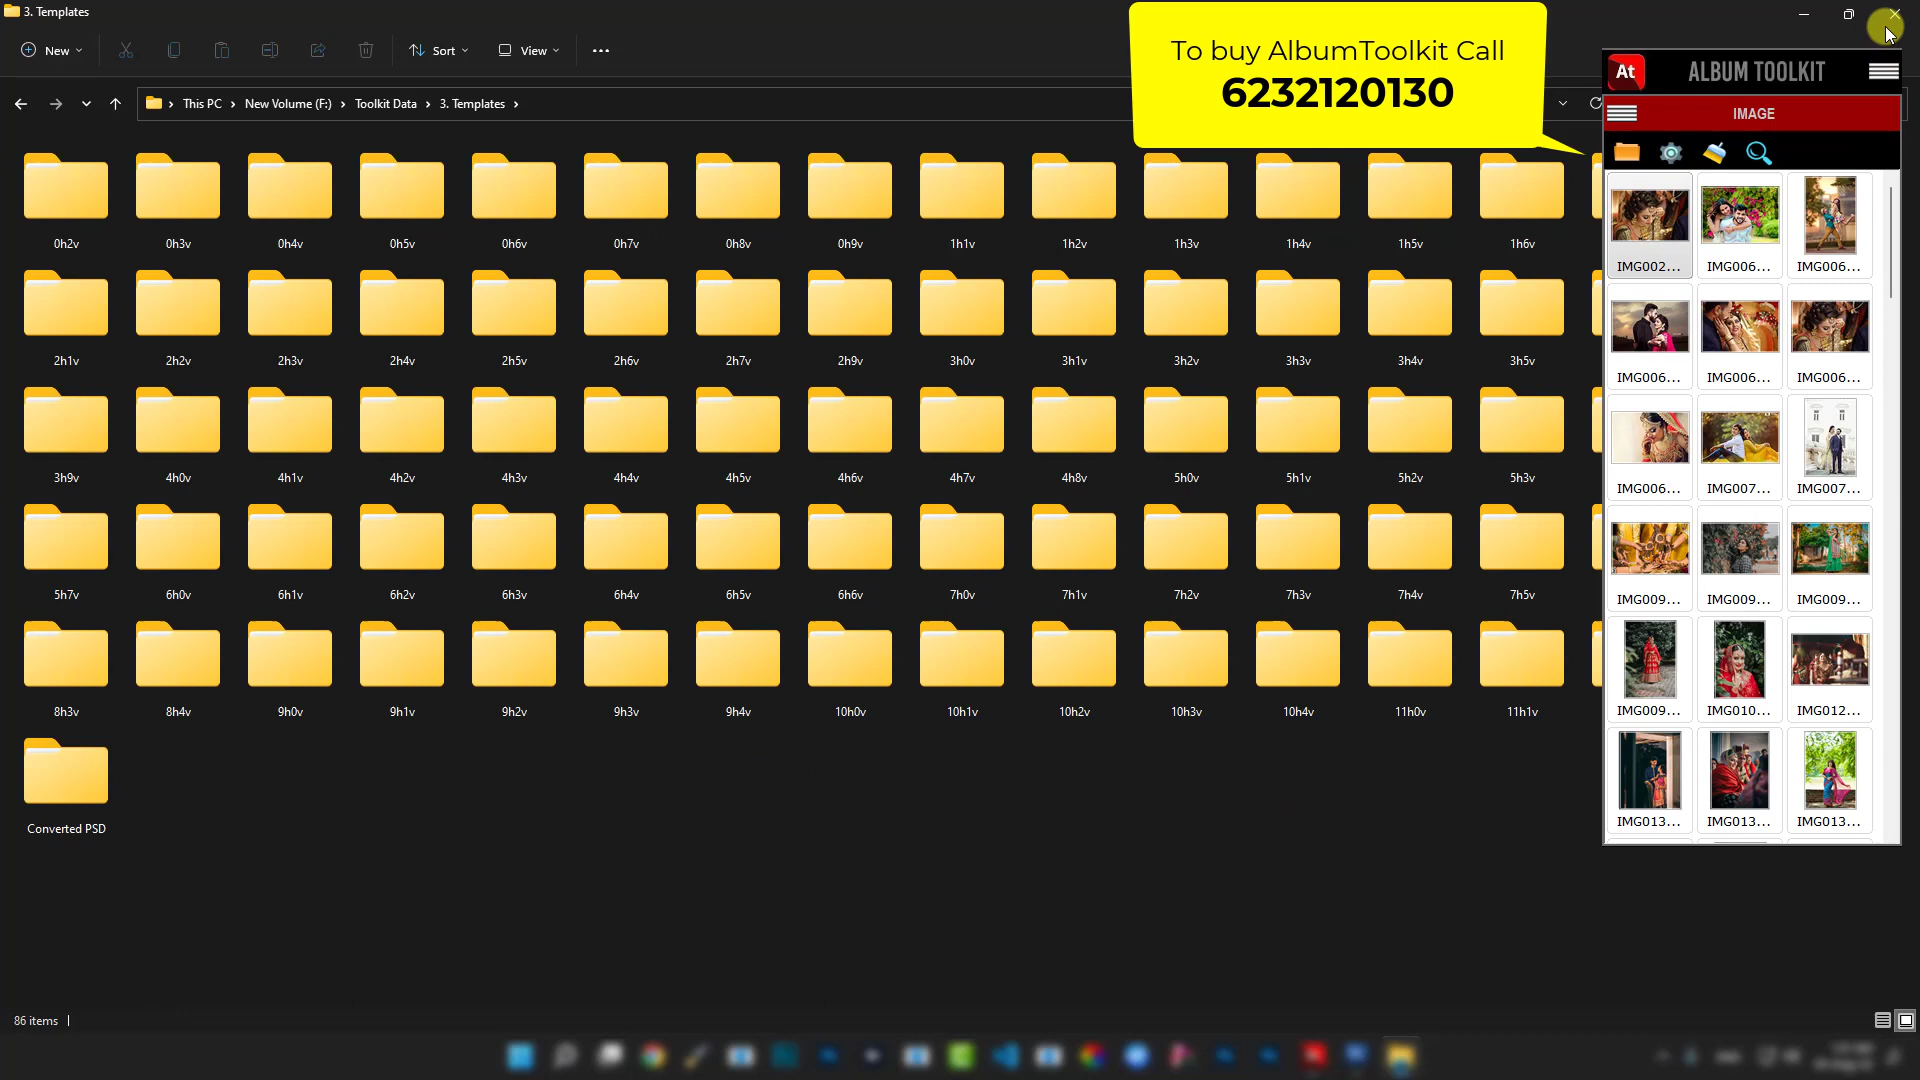 3. Templates
New
Sort
View
To buy AlbumToolkit Call
6232120130
This PC
New Volume (F:)
Toolkit Data
3. Templates
At
ALBUM TOOLKIT
IMAGE
0h2v 0h3v 0h4v 0h5v 0h6v 0h7v 0h8v 0h9v 1h1v 1h2v 1h3v 1h4v 1h5v 1h6v
2h1v 2h2v 2h3v 2h4v 2h5v 2h6v 2h7v 2h9v 3h0v 3h1v 3h2v 3h3v 3h4v 3h5v
3h9v 4h0v 4h1v 4h2v 4h3v 4h4v 4h5v 4h6v 4h7v 4h8v 5h0v 5h1v 5h2v 5h3v
5h7v 6h0v 6h1v 6h2v 6h3v 6h4v 6h5v 6h6v 7h0v 7h1v 7h2v 7h3v 7h4v 7h5v
8h3v 8h4v 9h0v 9h1v 9h2v 9h3v 9h4v 10h0v 10h1v 10h2v 10h3v 10h4v 11h0v 11h1v
Converted PSD
IMG002... IMG006... IMG006...
IMG006... IMG006... IMG006...
IMG006... IMG007... IMG007...
IMG009... IMG009... IMG009...
IMG009... IMG010... IMG012...
IMG013... IMG013... IMG013...
86 items